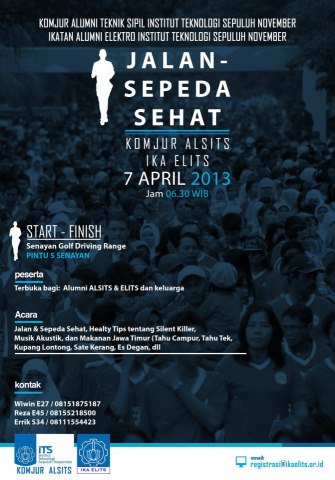 KOMJUR ALUMNI TEKNIK SIPIL INSTITUT TEKNOLOGI SEPULUH NOVEMBER
IKATAN ALUMNI ELEKTRO INSTITUT TEKNOLOGI SEPULUH NOVEMBER
JALAN-
SEPEDA
SEHAT
KOMJUR ALSITS
IKA ELITS
7 APRIL 2013
Jam 06.30 WIB
START - FINISH
Senayan Golf Driving Range
PINTU 5 SENAYAN
peserta
Terbuka bagi: Alumni ALSITS & ELITS dan keluarga
Acara
Jalan & Sepeda Sehat, Healty Tips tentang Silent Killer,
Musik Akustik, dan Makanan Jawa Timur (Tahu Campur, Tahu Tek,
Kupang Lontong, Sate Kerang, Es Degan, dll
kontak
Wiwin E27 / 08151875187
Reza E45 / 08155218500
Errik S34 / 08111554423
ITS
Institut
Teknologi
Sepuluh Nopember
KOMJUR ALSITS
IKA ELITS
email:
registrasi@ikaelits.or.id